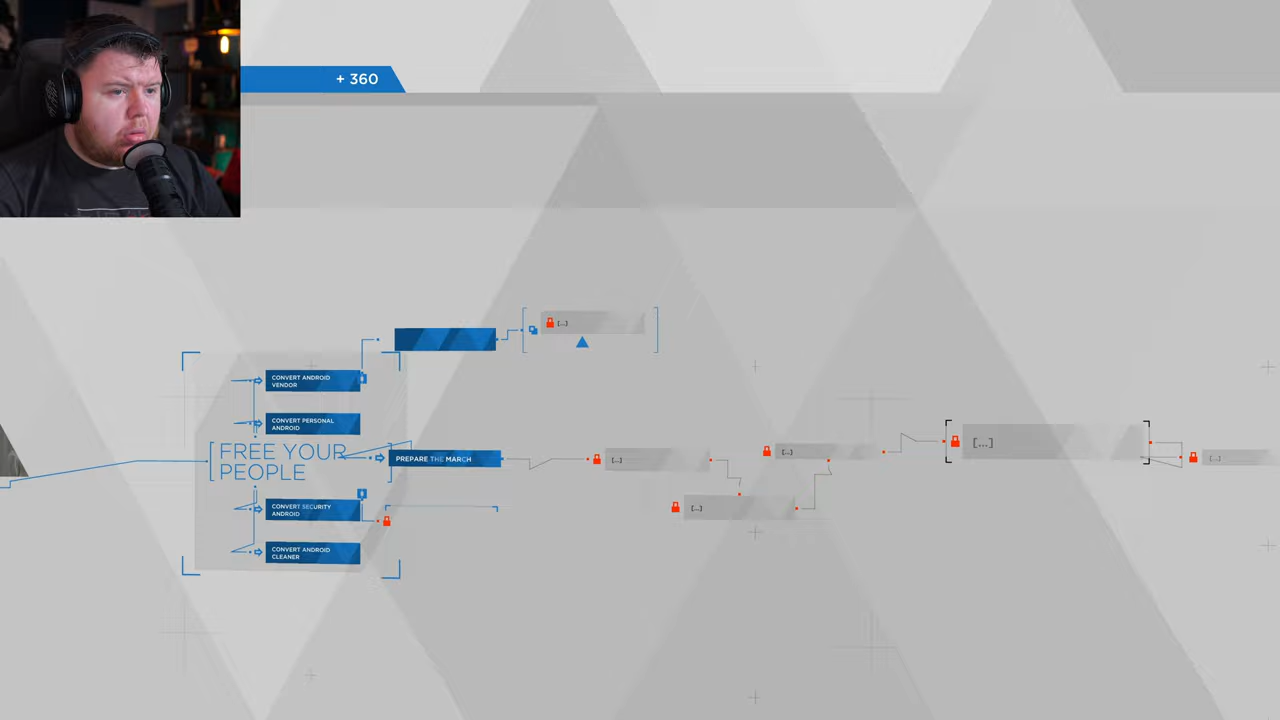 + 360
[...]
CONVERT ANDROID
VENDOR
CONVERT PERSONAL
ANDROID
FREE YOUR
PEOPLE
PREPARE THE MARCH
[...]
[...]
[...]
[...]
[...]
CONVERT SECURITY
ANDROID
CONVERT ANDROID
CLEANER